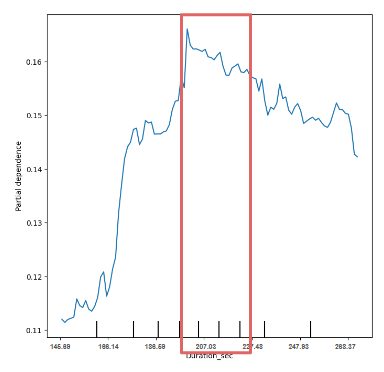 0.16
0.15
0.14
0.13
0.12
0.11
Partial dependence
145.69 166.14 186.59 207.03 227.48 247.93 268.37
Duration_sec